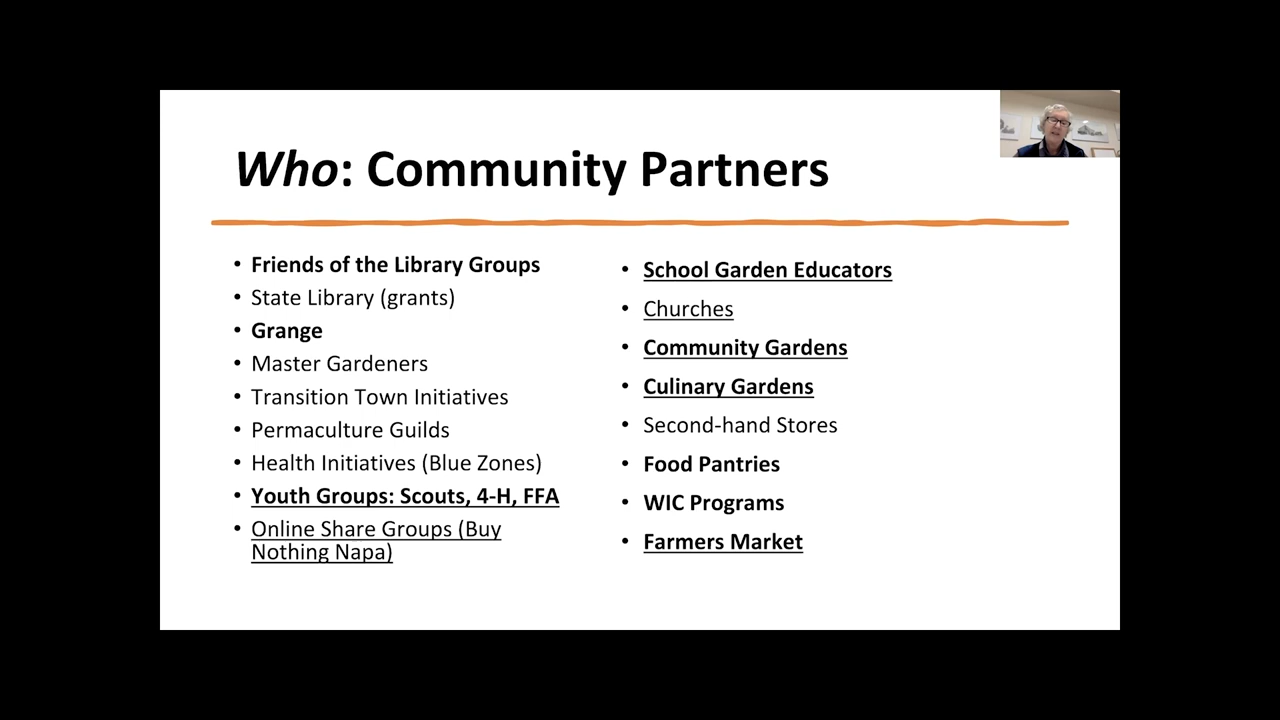 Who: Community Partners
• Friends of the Library Groups
• State Library (grants)
• Grange
• Master Gardeners
• Transition Town Initiatives
• Permaculture Guilds
• Health Initiatives (Blue Zones)
• Youth Groups: Scouts, 4-H, FFA
• Online Share Groups (Buy
Nothing Napa)
• School Garden Educators
• Churches
• Community Gardens
• Culinary Gardens
• Second-hand Stores
• Food Pantries
• WIC Programs
• Farmers Market